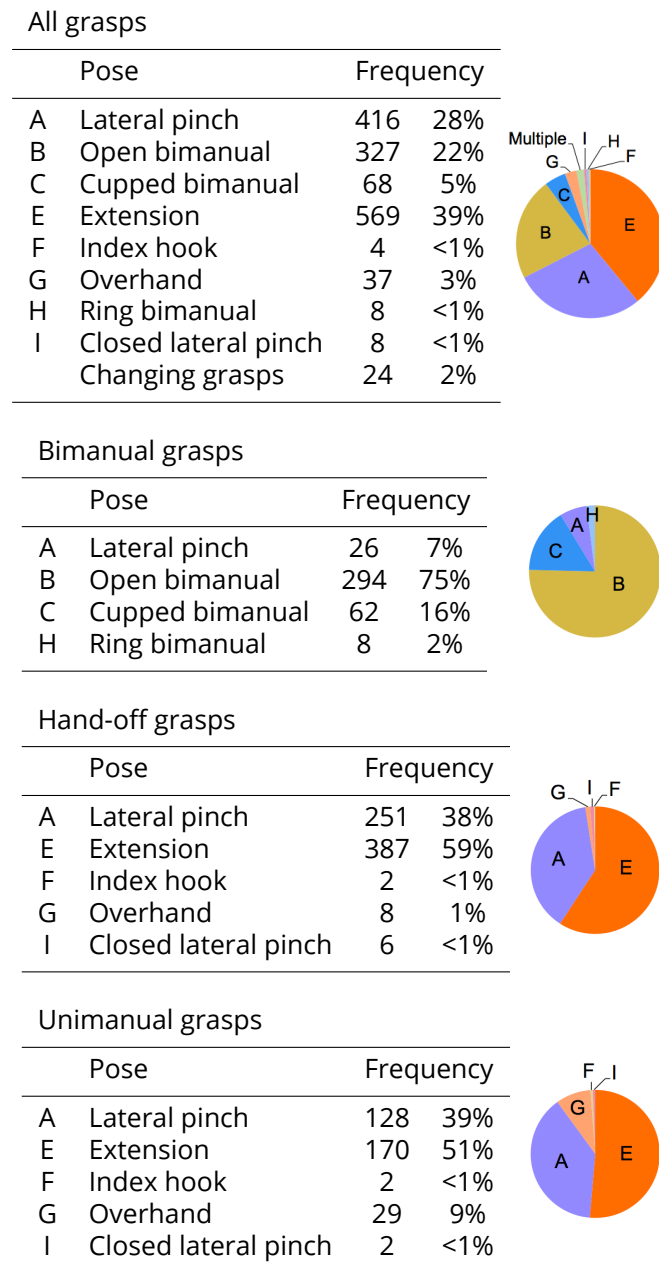 All grasps
Pose Frequency
A Lateral pinch 416 28%
B Open bimanual 327 22%
C Cupped bimanual 68 5%
E Extension 569 39%
F Index hook 4 <1%
G Overhand 37 3%
H Ring bimanual 8 <1%
I Closed lateral pinch 8 <1%
Changing grasps 24 2%
Multiple I H
G F
C
E
B
A
Bimanual grasps
Pose Frequency
A Lateral pinch 26 7%
B Open bimanual 294 75%
C Cupped bimanual 62 16%
H Ring bimanual 8 2%
A H
C
B
Hand-off grasps
Pose Frequency
A Lateral pinch 251 38%
E Extension 387 59%
F Index hook 2 <1%
G Overhand 8 1%
I Closed lateral pinch 6 <1%
G I F
A E
Unimanual grasps
Pose Frequency
A Lateral pinch 128 39%
E Extension 170 51%
F Index hook 2 <1%
G Overhand 29 9%
I Closed lateral pinch 2 <1%
F I
G
A E